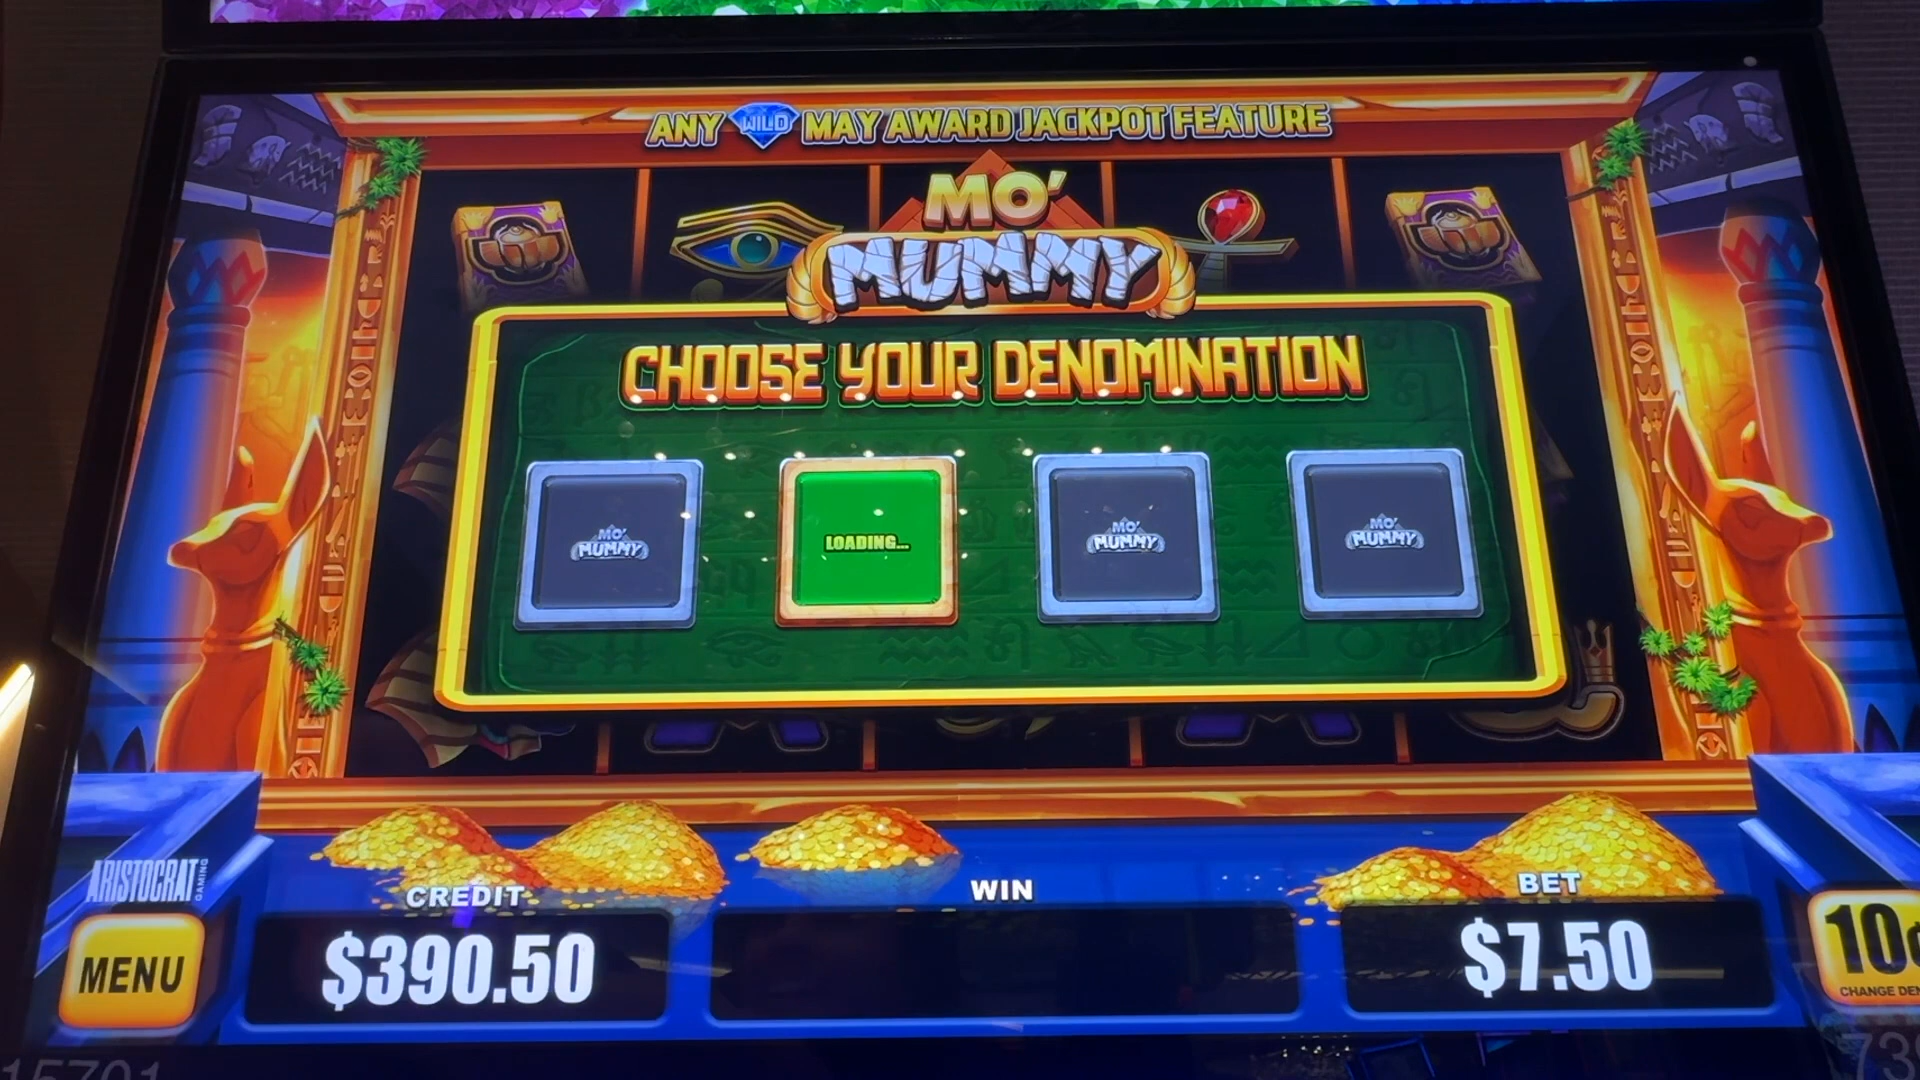 ANY WILD MAY AWARD JACKPOT FEATURE
MO'
MUMMY
CHOOSE YOUR DENOMINATION
MO'
MUMMY
LOADING...
MO'
MUMMY
MO'
MUMMY
ARISTOCRAT
GAMING
CREDIT
WIN
BET
MENU
$390.50
$7.50
10¢
CHANGE
15701